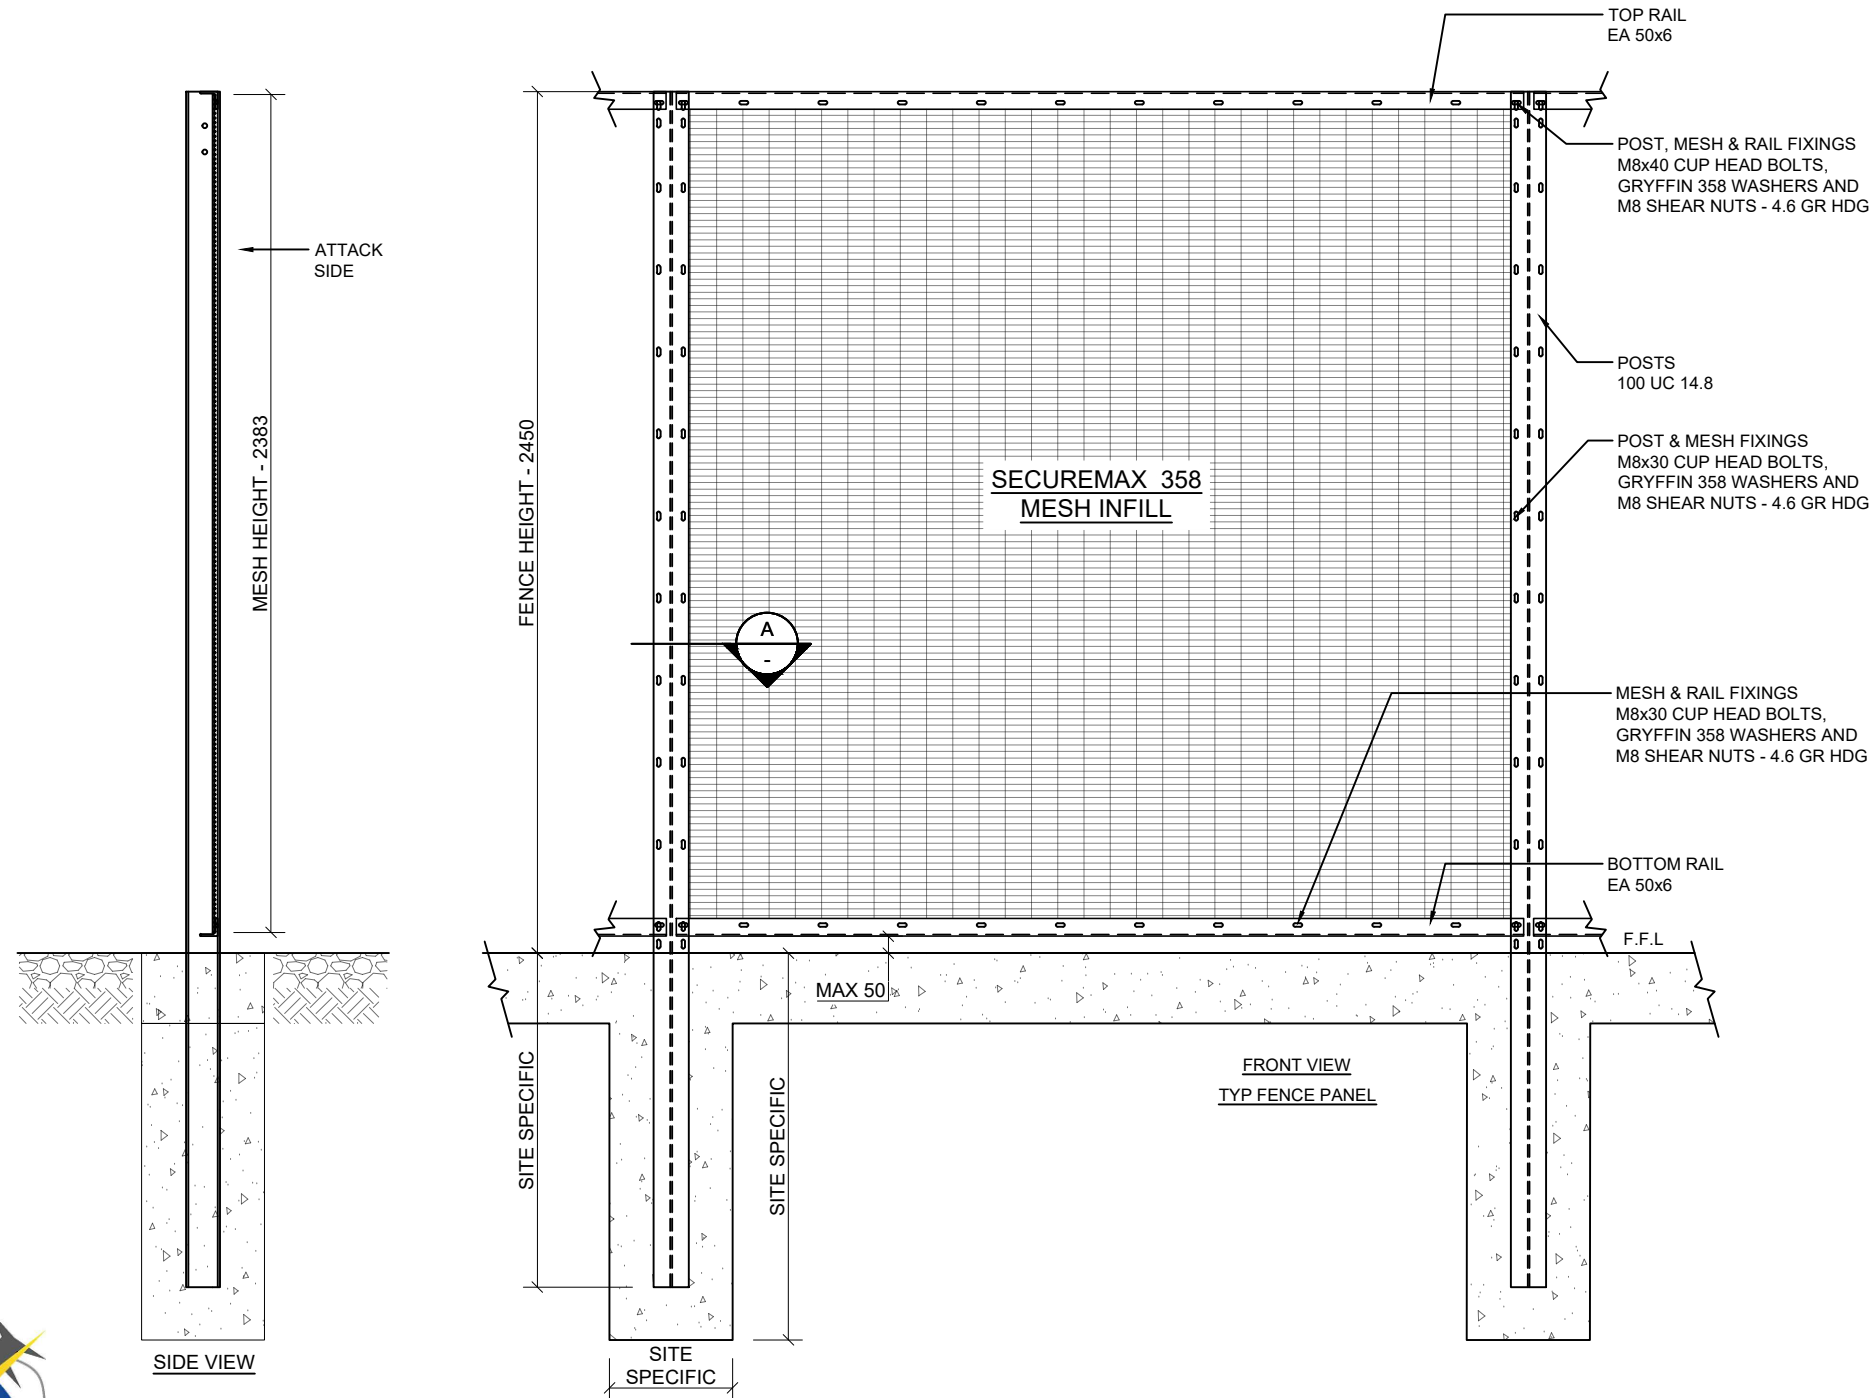 TOP RAIL
EA 50x6
POST, MESH & RAIL FIXINGS
M8x40 CUP HEAD BOLTS,
GRYFFIN 358 WASHERS AND
M8 SHEAR NUTS - 4.6 GR HDG
ATTACK
SIDE
MESH HEIGHT - 2383
FENCE HEIGHT - 2450
POSTS
100 UC 14.8
POST & MESH FIXINGS
M8x30 CUP HEAD BOLTS,
GRYFFIN 358 WASHERS AND
M8 SHEAR NUTS - 4.6 GR HDG
SECUREMAX 358
MESH INFILL
A
-
MESH & RAIL FIXINGS
M8x30 CUP HEAD BOLTS,
GRYFFIN 358 WASHERS AND
M8 SHEAR NUTS - 4.6 GR HDG
BOTTOM RAIL
EA 50x6
F.F.L
MAX 50
SITE SPECIFIC
SITE SPECIFIC
FRONT VIEW
TYP FENCE PANEL
SIDE VIEW
SITE
SPECIFIC